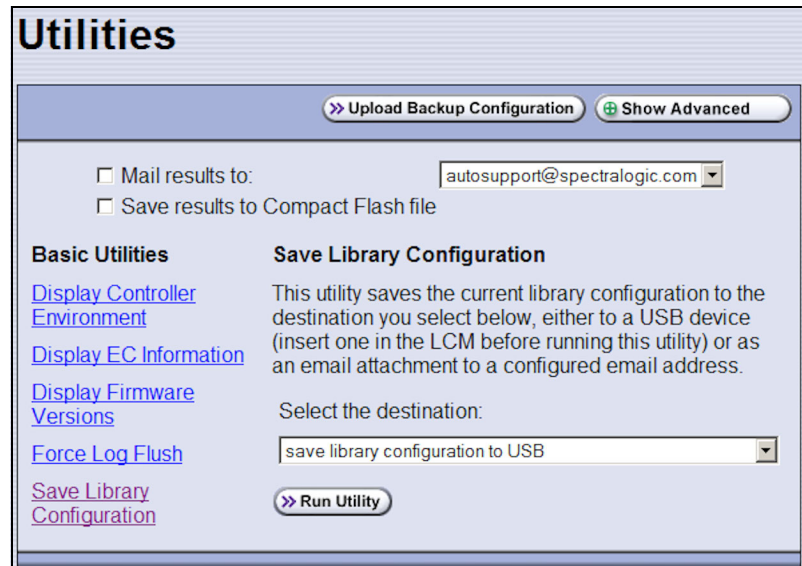 Utilities
Upload Backup Configuration
Show Advanced
Mail results to:
autosupport@spectralogic.com
Save results to Compact Flash file
Basic Utilities
Display Controller
Environment
Display EC Information
Display Firmware
Versions
Force Log Flush
Save Library
Configuration
Save Library Configuration
This utility saves the current library configuration to the
destination you select below, either to a USB device
(insert one in the LCM before running this utility) or as
an email attachment to a configured email address.
Select the destination:
save library configuration to USB
Run Utility